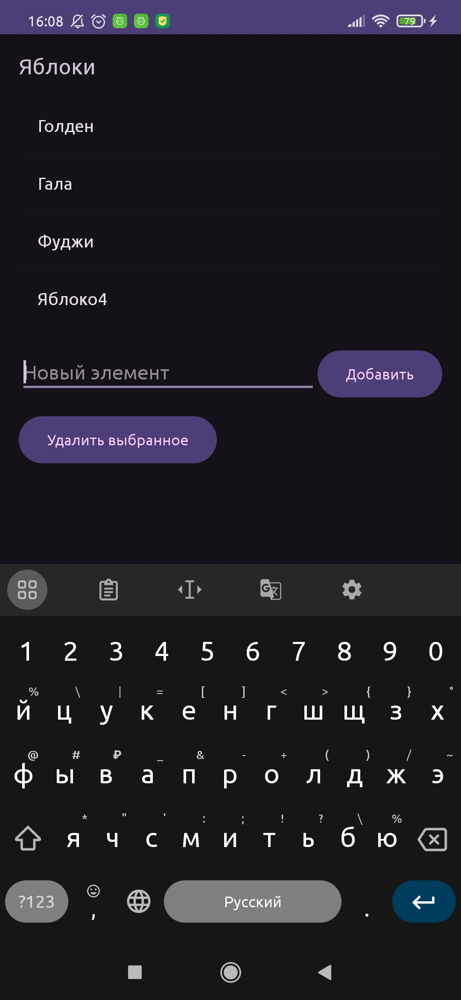 16:08 79
Яблоки
Голден
Гала
Фуджи
Яблоко4
Новый элемент
Добавить
Удалить выбранное
1 2 3 4 5 6 7 8 9 0
% \ | = [ ] < > { } °
й ц у к е н г ш щ з х
@ # ₽ _ & - + ( ) / ~
ф ы в а п р о л д ж э
* " ' : ; ! ? \ %
я ч с м и т ь б ю
?123 , Русский .